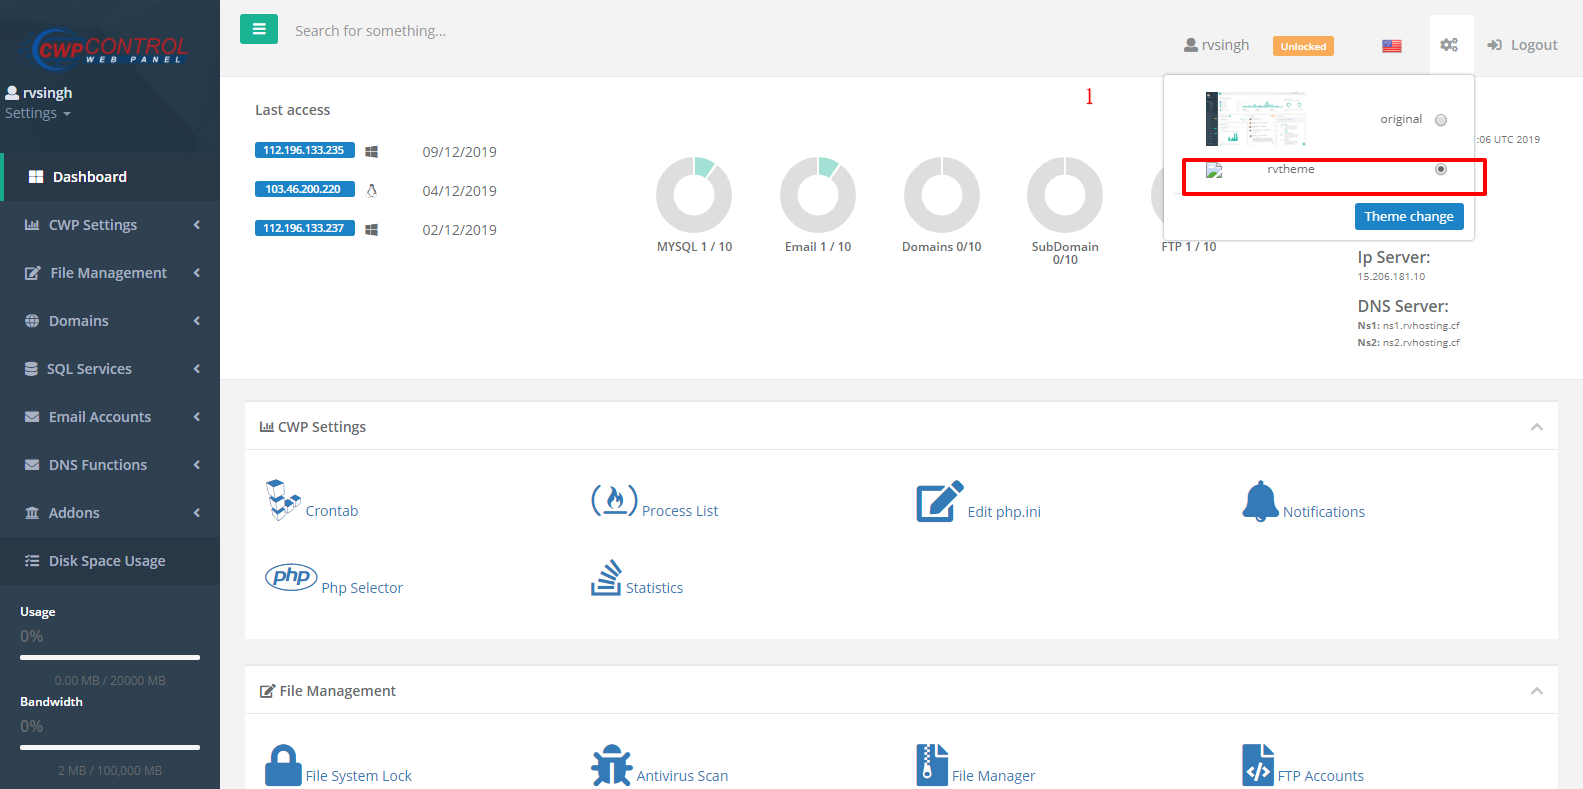 CWP CONTROL
WEB PANEL
rvsingh
Settings
Dashboard
CWP Settings
File Management
Domains
SQL Services
Email Accounts
DNS Functions
Addons
Disk Space Usage
Usage
0%
0.00 MB / 20000 MB
Bandwidth
0%
2 MB / 100,000 MB
Search for something...
rvsingh
Unlocked
Logout
Last access
112.196.133.235 09/12/2019
103.46.200.220 04/12/2019
112.196.133.237 02/12/2019
1
MYSQL 1 / 10
Email 1 / 10
Domains 0/10
SubDomain
0/10
FTP 1 / 10
original
rvtheme
Theme change
:06 UTC 2019
Ip Server:
15.206.181.10
DNS Server:
Ns1: ns1.rvhosting.cf
Ns2: ns2.rvhosting.cf
CWP Settings
Crontab
Process List
Edit php.ini
Notifications
php Php Selector
Statistics
File Management
File System Lock
Antivirus Scan
File Manager
FTP Accounts